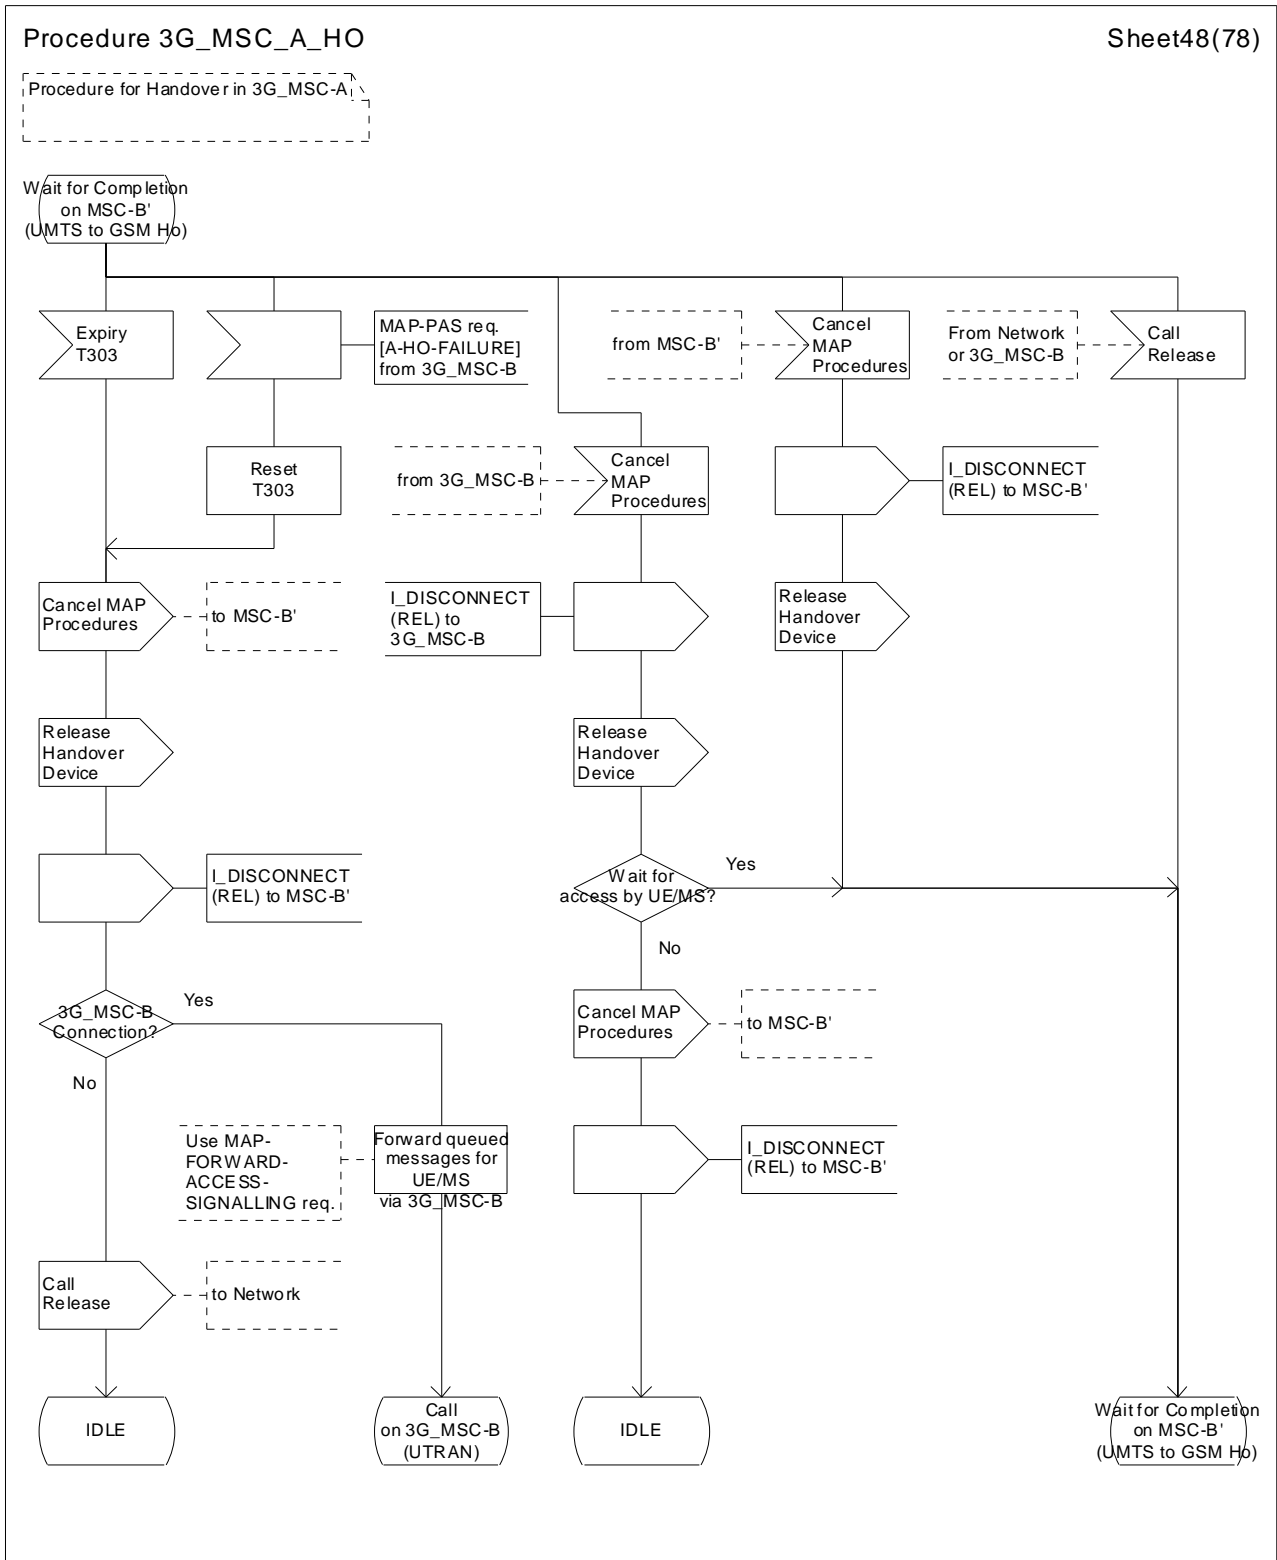 Procedure 3G_MSC_A_HO
Sheet48(78)
Procedure for Handover in 3G_MSC-A
Wait for Completion
on MSC-B'
(UMTS to GSM Ho)
Expiry
T303
MAP-PAS req.
[A-HO-FAILURE]
from 3G_MSC-B
from MSC-B'
Cancel
MAP
Procedures
From Network
or 3G_MSC-B
Call
Release
Reset
T303
from 3G_MSC-B
Cancel
MAP
Procedures
I_DISCONNECT
(REL) to MSC-B'
Cancel MAP
Procedures
to MSC-B'
I_DISCONNECT
(REL) to
3G_MSC-B
Release
Handover
Device
Release
Handover
Device
Release
Handover
Device
I_DISCONNECT
(REL) to MSC-B'
Wait for
access by UE/MS?
Yes
No
3G_MSC-B
Connection?
Yes
No
Cancel MAP
Procedures
to MSC-B'
Use MAP-
FORWARD-
ACCESS-
SIGNALLING req.
Forward queued
messages for
UE/MS
via 3G_MSC-B
I_DISCONNECT
(REL) to MSC-B'
Call
Release
to Network
IDLE
Call
on 3G_MSC-B
(UTRAN)
IDLE
Wait for Completion
on MSC-B'
(UMTS to GSM Ho)